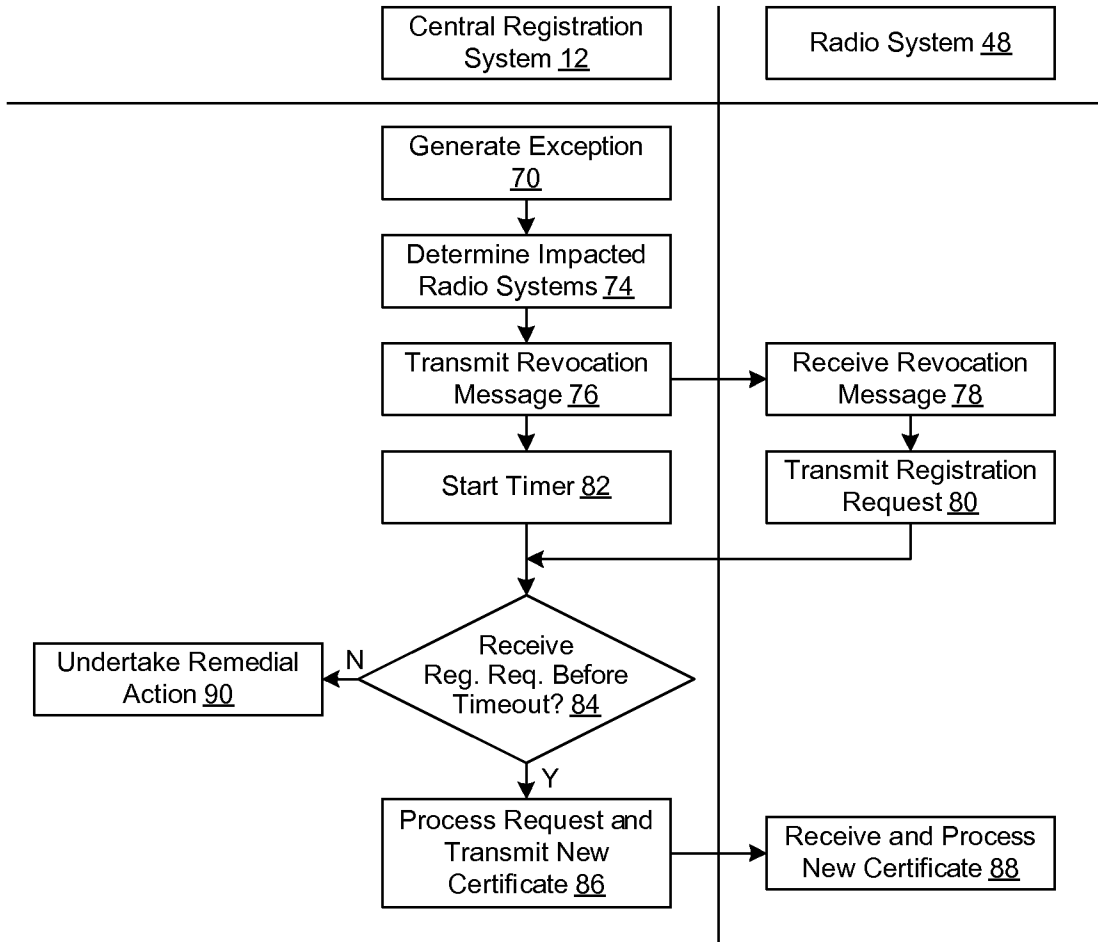 Central Registration
System 12
Radio System 48
Generate Exception
70
Determine Impacted
Radio Systems 74
Transmit Revocation
Message 76
Receive Revocation
Message 78
Start Timer 82
Transmit Registration
Request 80
Receive
Reg. Req. Before
Timeout? 84
N
Undertake Remedial
Action 90
Y
Process Request and
Transmit New
Certificate 86
Receive and Process
New Certificate 88